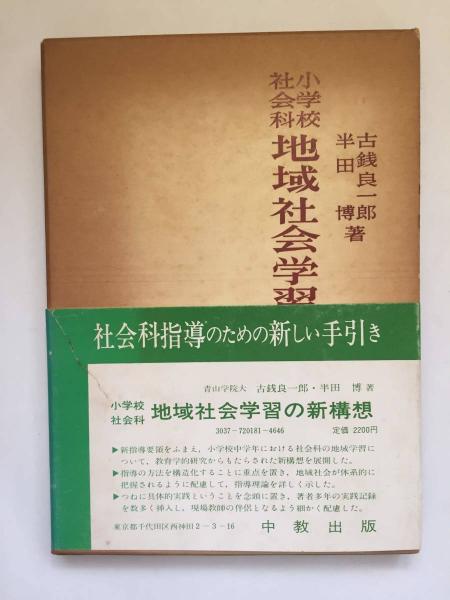 小学校
社会科
地域社会学習
古銭良一郎
半田 博著
社会科指導のための新しい手引き
青山学院大 古銭良一郎・半田 博 著
小学校
社会科
地域社会学習の新構想
3037-720181-4646
定価 2200円
▶新指導要領をふまえ，小学校中学年における社会科の地域学習に
ついて，教育学的研究からもたらされた新構想を展開した。
▶指導の方法を構造化することに重点を置き，地域社会が体系的に
把握されるように配慮して，指導理論を詳しく示した。
▶つねに具体的実践ということを念頭に置き，著者多年の実践記録
を数多く挿入し，現場教師の伴侶となるよう細かく配慮した。
東京都千代田区西神田2-3-16
中教出版